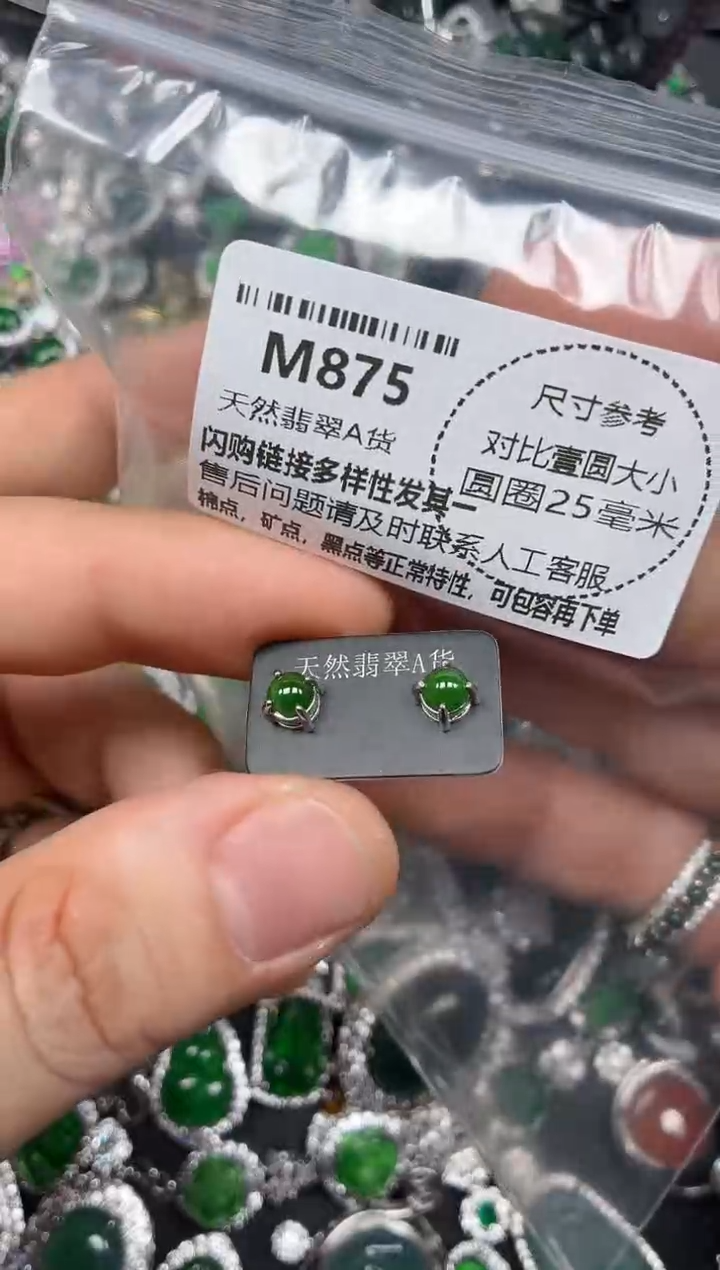 M875
天然翡翠A货
闪购链接多样性发其一
售后问题请及时联系人工客服
棉点，矿点，黑点等正常特性，可包容再下单
尺寸参考
对比壹圆大小
圆圈25毫米
天然翡翠A货